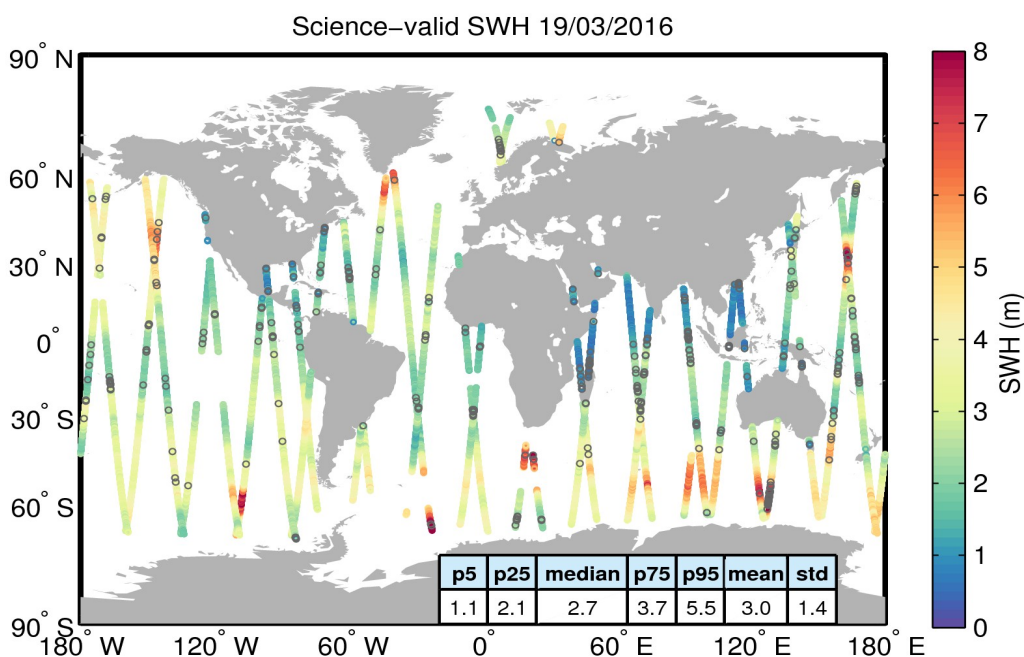 Science−valid SWH 19/03/2016
90° N
60° N
30° N
0°
30° S
60° S
90° S
180° W
120° W
60° W
0°
60° E
120° E
180° E
p5 p25 median p75 p95 mean std
1.1 2.1 2.7 3.7 5.5 3.0 1.4
8
7
6
5
4
3
2
1
0
SWH (m)